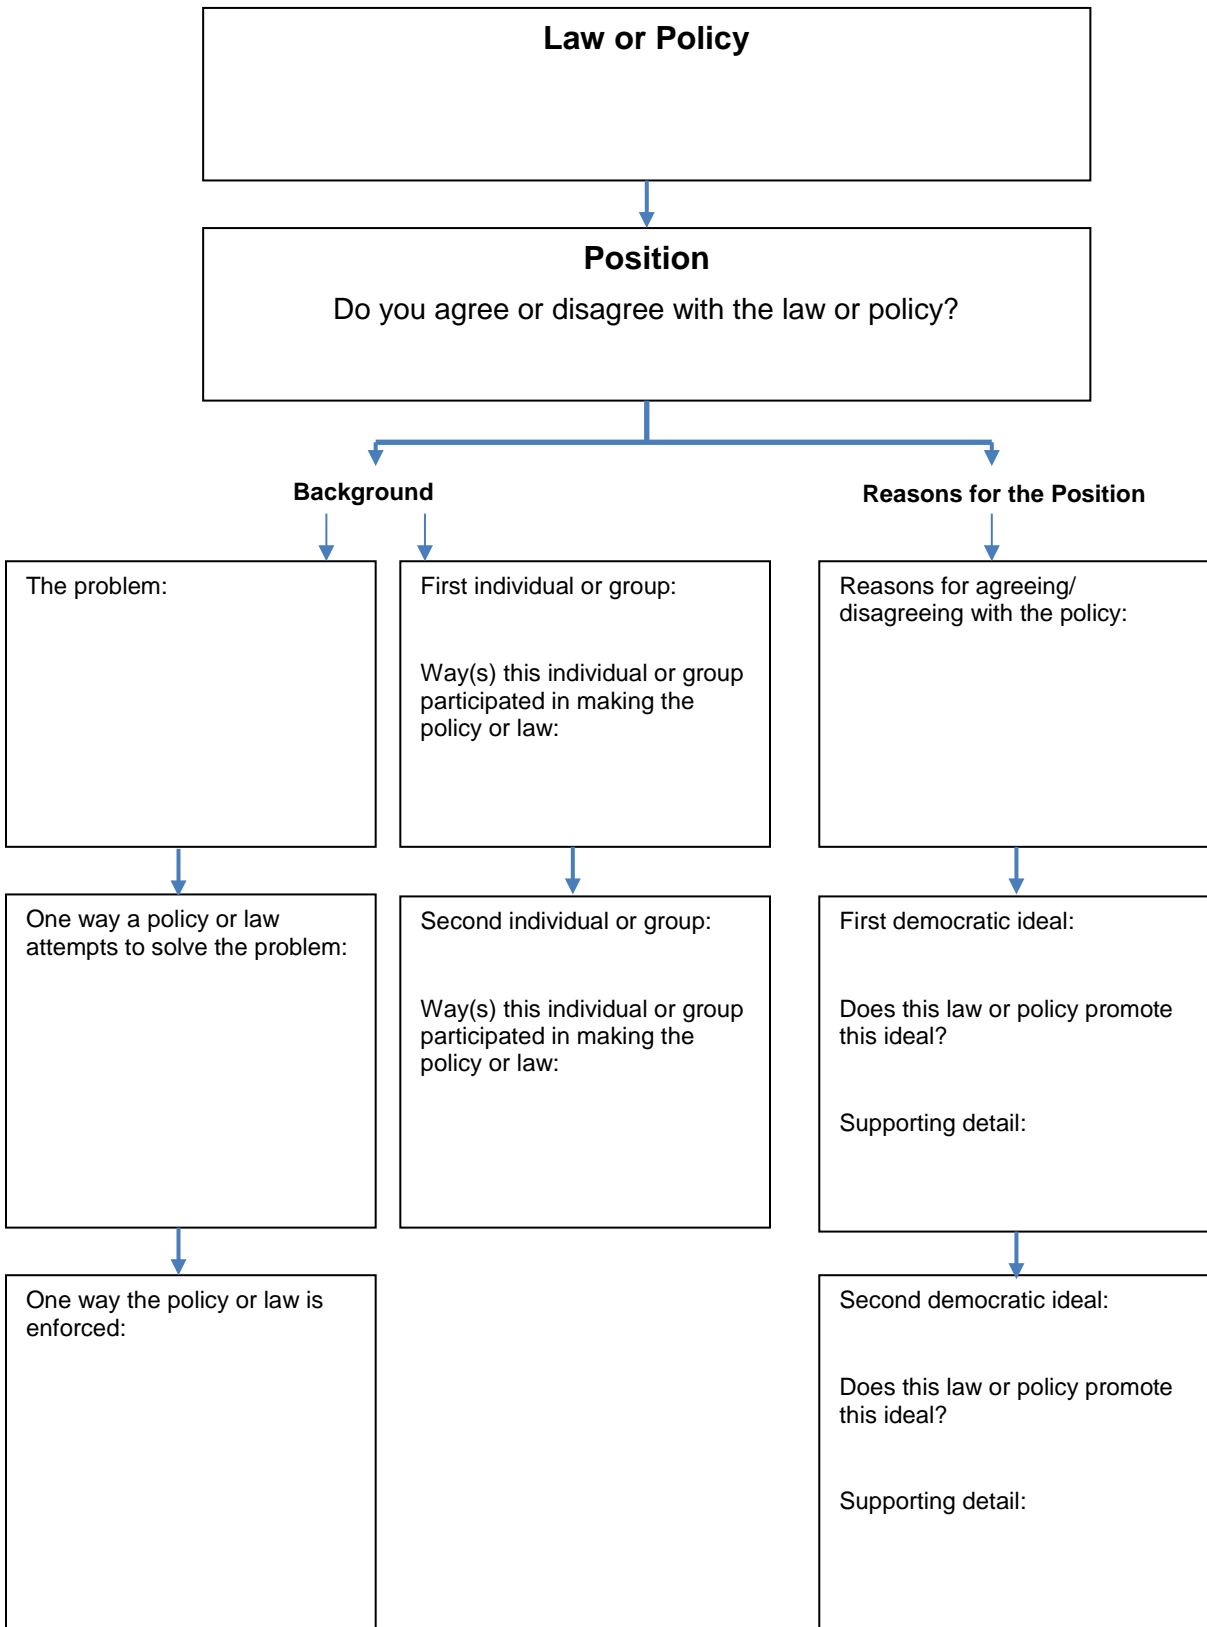 Law or Policy
Position
Do you agree or disagree with the law or policy?
Background
Reasons for the Position
The problem:
First individual or group:
Way(s) this individual or group
participated in making the
policy or law:
Reasons for agreeing/
disagreeing with the policy:
One way a policy or law
attempts to solve the problem:
Second individual or group:
Way(s) this individual or group
participated in making the
policy or law:
First democratic ideal:
Does this law or policy promote
this ideal?
Supporting detail:
One way the policy or law is
enforced:
Second democratic ideal:
Does this law or policy promote
this ideal?
Supporting detail: